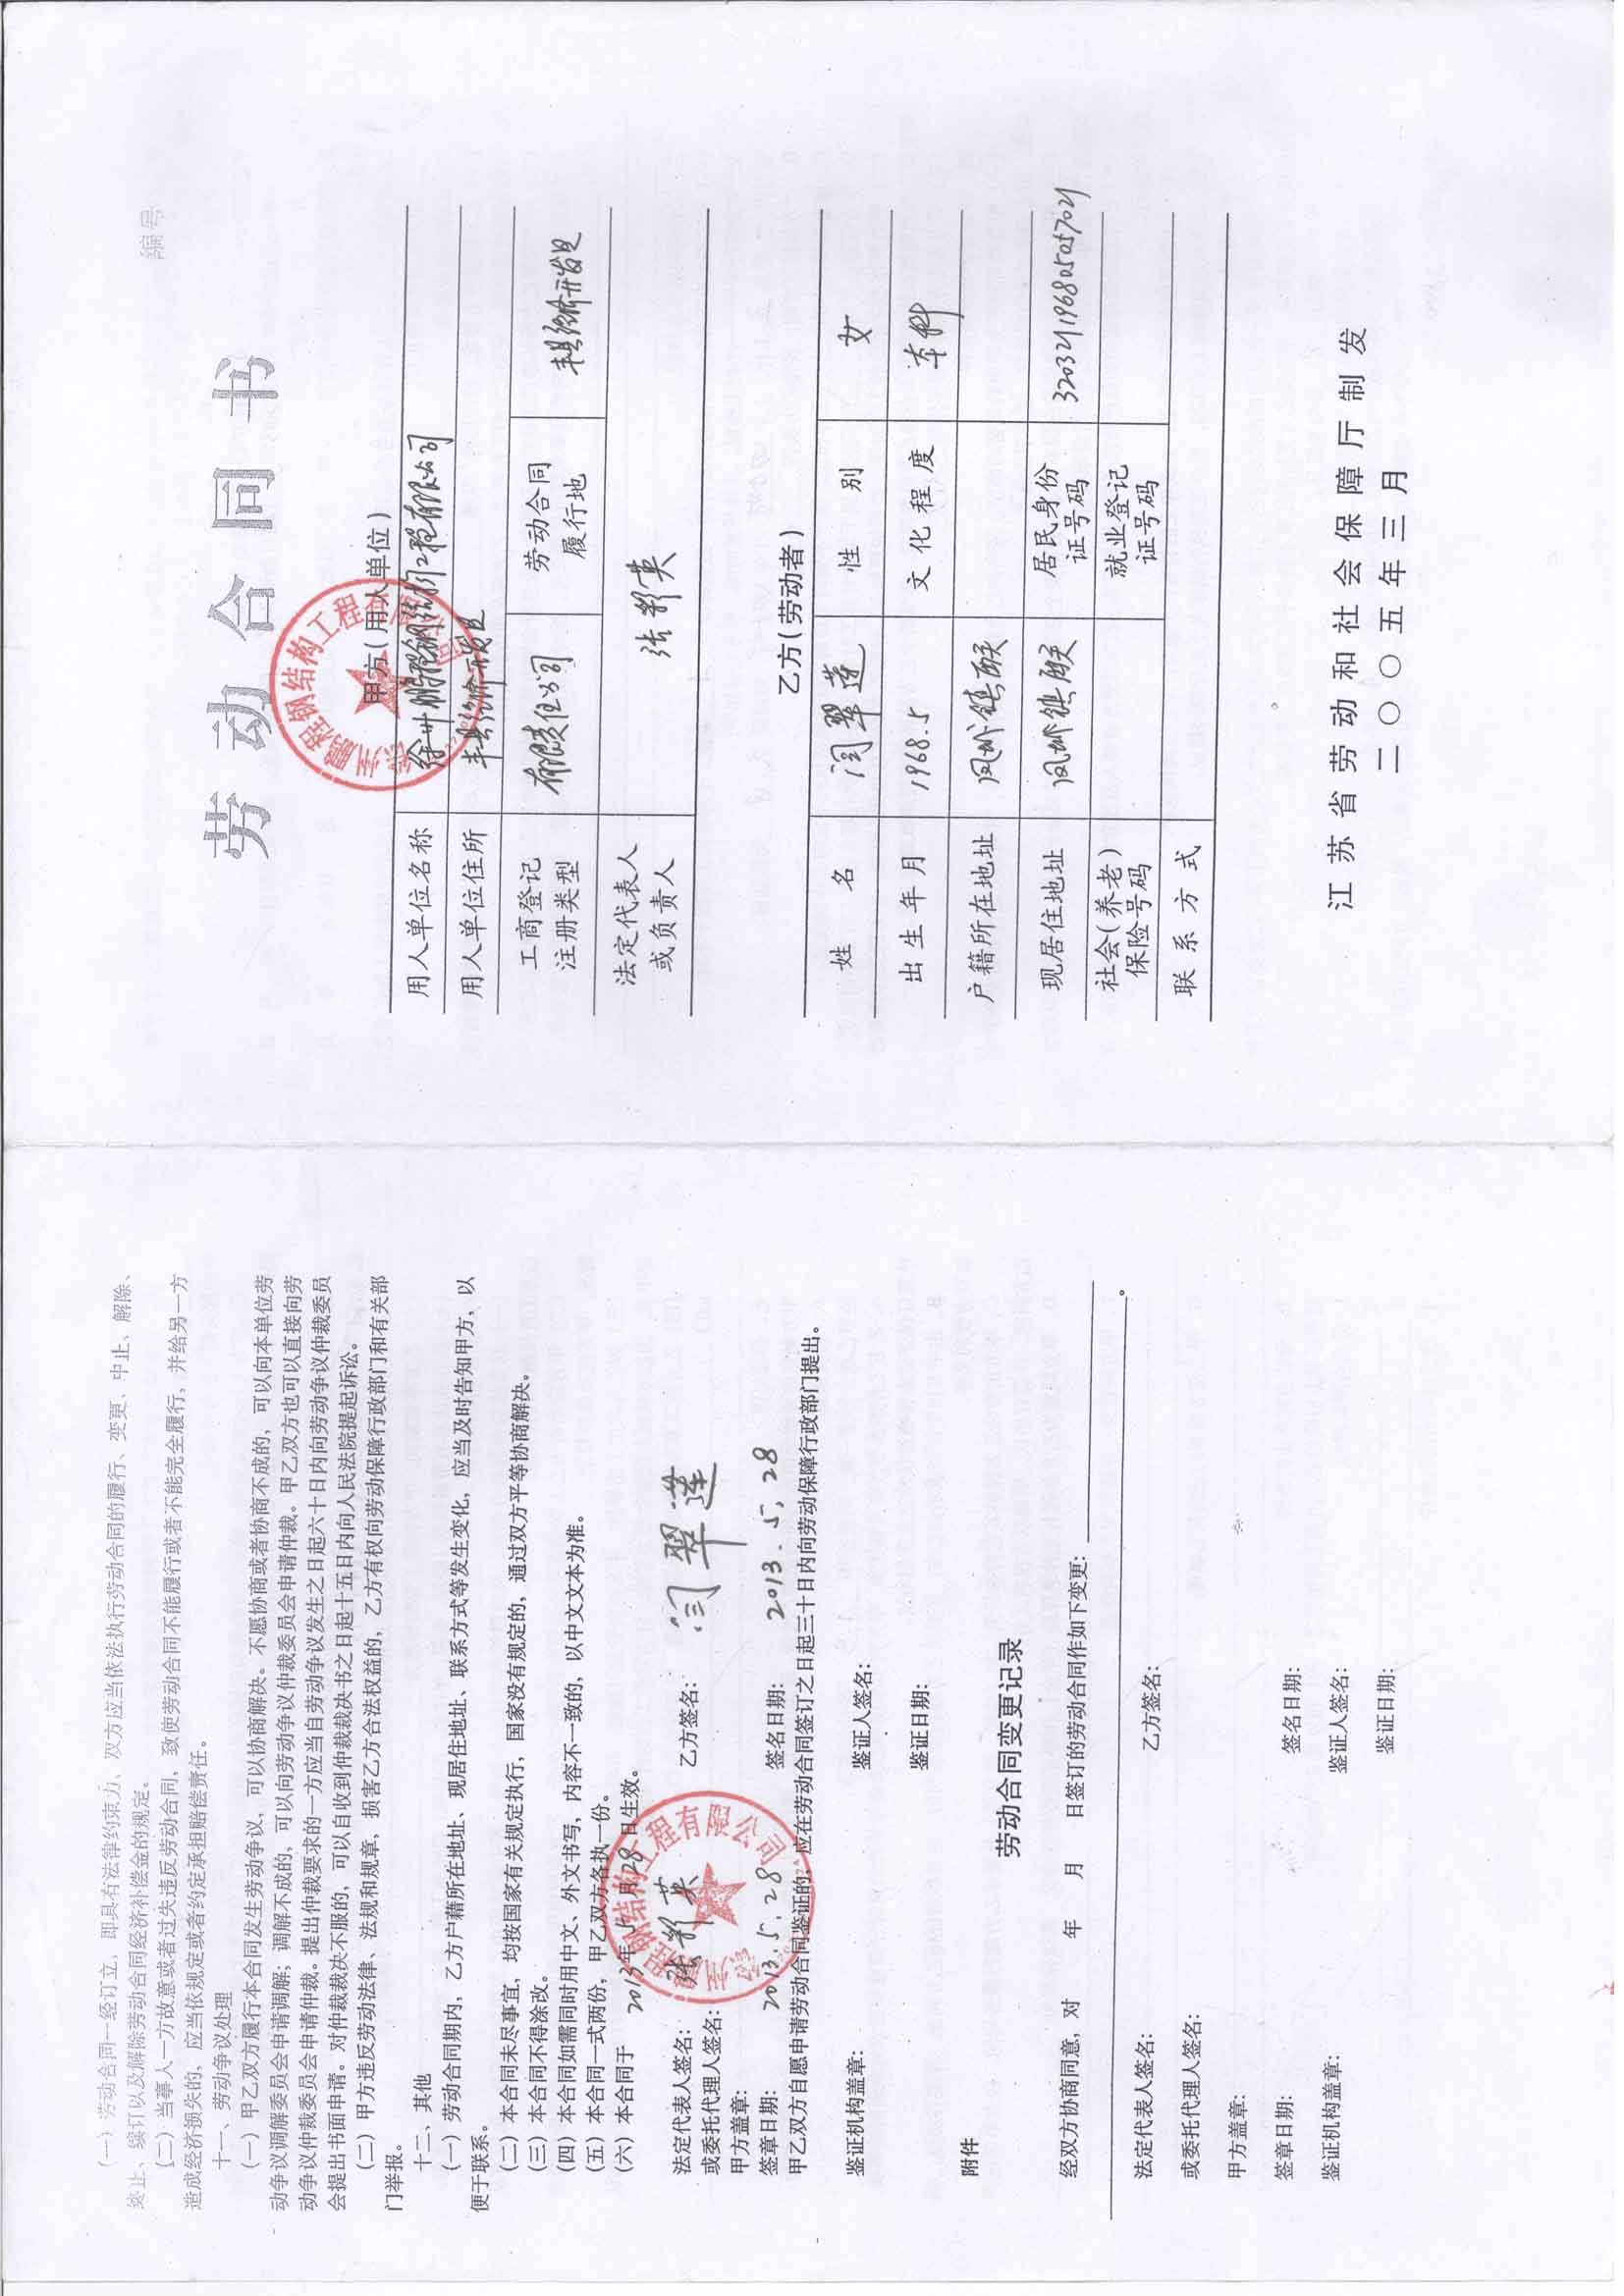 编号
劳动合同书
甲方(用人单位)
用人单位名称 徐州鹏程钢结构工程有限公司
用人单位住所 丰县经济开发区
工商登记注册类型 有限责任公司 劳动合同履行地 丰县经济开发区
法定代表人或负责人 张彩英
乙方(劳动者)
姓名 闫翠莲 性别 女
出生年月 1968.5 文化程度 本科
户籍所在地址 凤城镇
现居住地址 凤城镇 居民身份证号码 320321196805057021
社会(养老)保险号码 就业登记证号码
联系方式
江苏省劳动和社会保障厅制发
二〇〇五年三月
(一)劳动合同一经订立，即具有法律约束力，双方应当依法执行劳动合同的履行、变更、中止、解除、
终止、续订以及解除劳动合同经济补偿金的规定。
(二)当事人一方故意或者过失违反劳动合同，致使劳动合同不能履行或者不能完全履行，并给另一方
造成经济损失的，应当依规定或者约定承担赔偿责任。
十一、劳动争议处理
(一)甲乙双方履行本合同发生劳动争议，可以协商解决。不愿协商或者协商不成的，可以向本单位劳
动争议调解委员会申请调解；调解不成的，可以向劳动争议仲裁委员会申请仲裁。甲乙双方也可以直接向劳
动争议仲裁委员会申请仲裁。提出仲裁要求的一方应当自劳动争议发生之日起六十日内向劳动争议仲裁委员
会提出书面申请。对仲裁裁决不服的，可以自收到仲裁裁决书之日起十五日内向人民法院提起诉讼。
(二)甲方违反劳动法律、法规和规章，损害乙方合法权益的，乙方有权向劳动保障行政部门和有关部
门举报。
十二、其他
(一)劳动合同期内，乙方户藉所在地址、现居住地址、联系方式等发生变化，应当及时告知甲方，以
便于联系。
(二)本合同未尽事宜，均按国家有关规定执行，国家没有规定的，通过双方平等协商解决。
(三)本合同不得涂改。
(四)本合同如需同时用中文、外文书写，内容不一致的，以中文文本为准。
(五)本合同一式两份，甲乙双方各执一份。
(六)本合同于 2013年5月28日生效。
法定代表人签名: 张彩英 乙方签名: 闫翠莲
或委托代理人签名:
甲方盖章:
签章日期: 2013.5.28 签名日期: 2013.5.28
甲乙双方自愿申请劳动合同鉴证的，应在劳动合同签订之日起三十日内向劳动保障行政部门提出。
鉴证机构盖章: 鉴证人签名:
鉴证日期:
附件
劳动合同变更记录
经双方协商同意，对 年 月 日签订的劳动合同作如下变更:
。
法定代表人签名: 乙方签名:
或委托代理人签名:
甲方盖章:
签章日期: 签名日期:
鉴证机构盖章: 鉴证人签名:
鉴证日期: